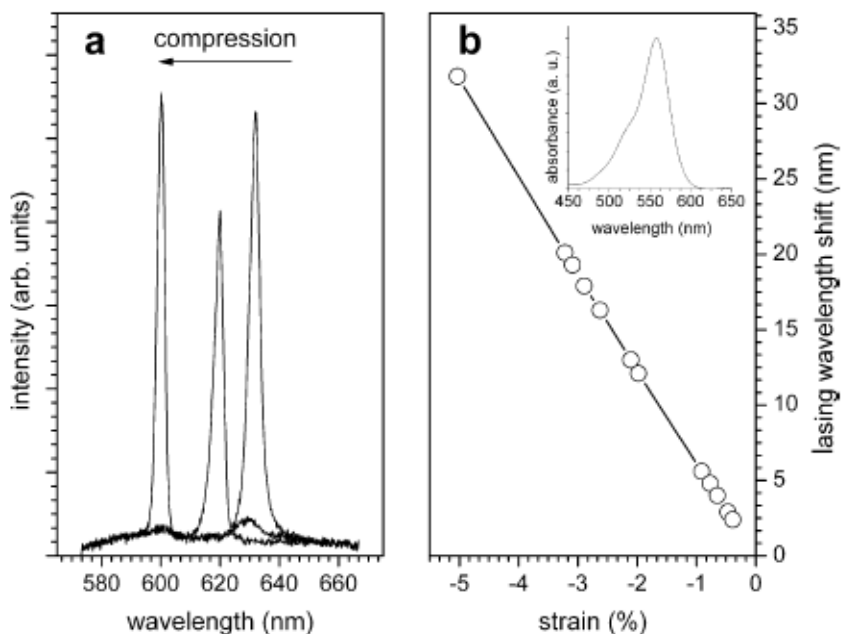 a
compression
intensity (arb. units)
580 600 620 640 660
wavelength (nm)
b
absorbance (a. u.)
450 500 550 600 650
wavelength (nm)
35
30
25
20
15
10
5
0
lasing wavelength shift (nm)
-5 -4 -3 -2 -1 0
strain (%)